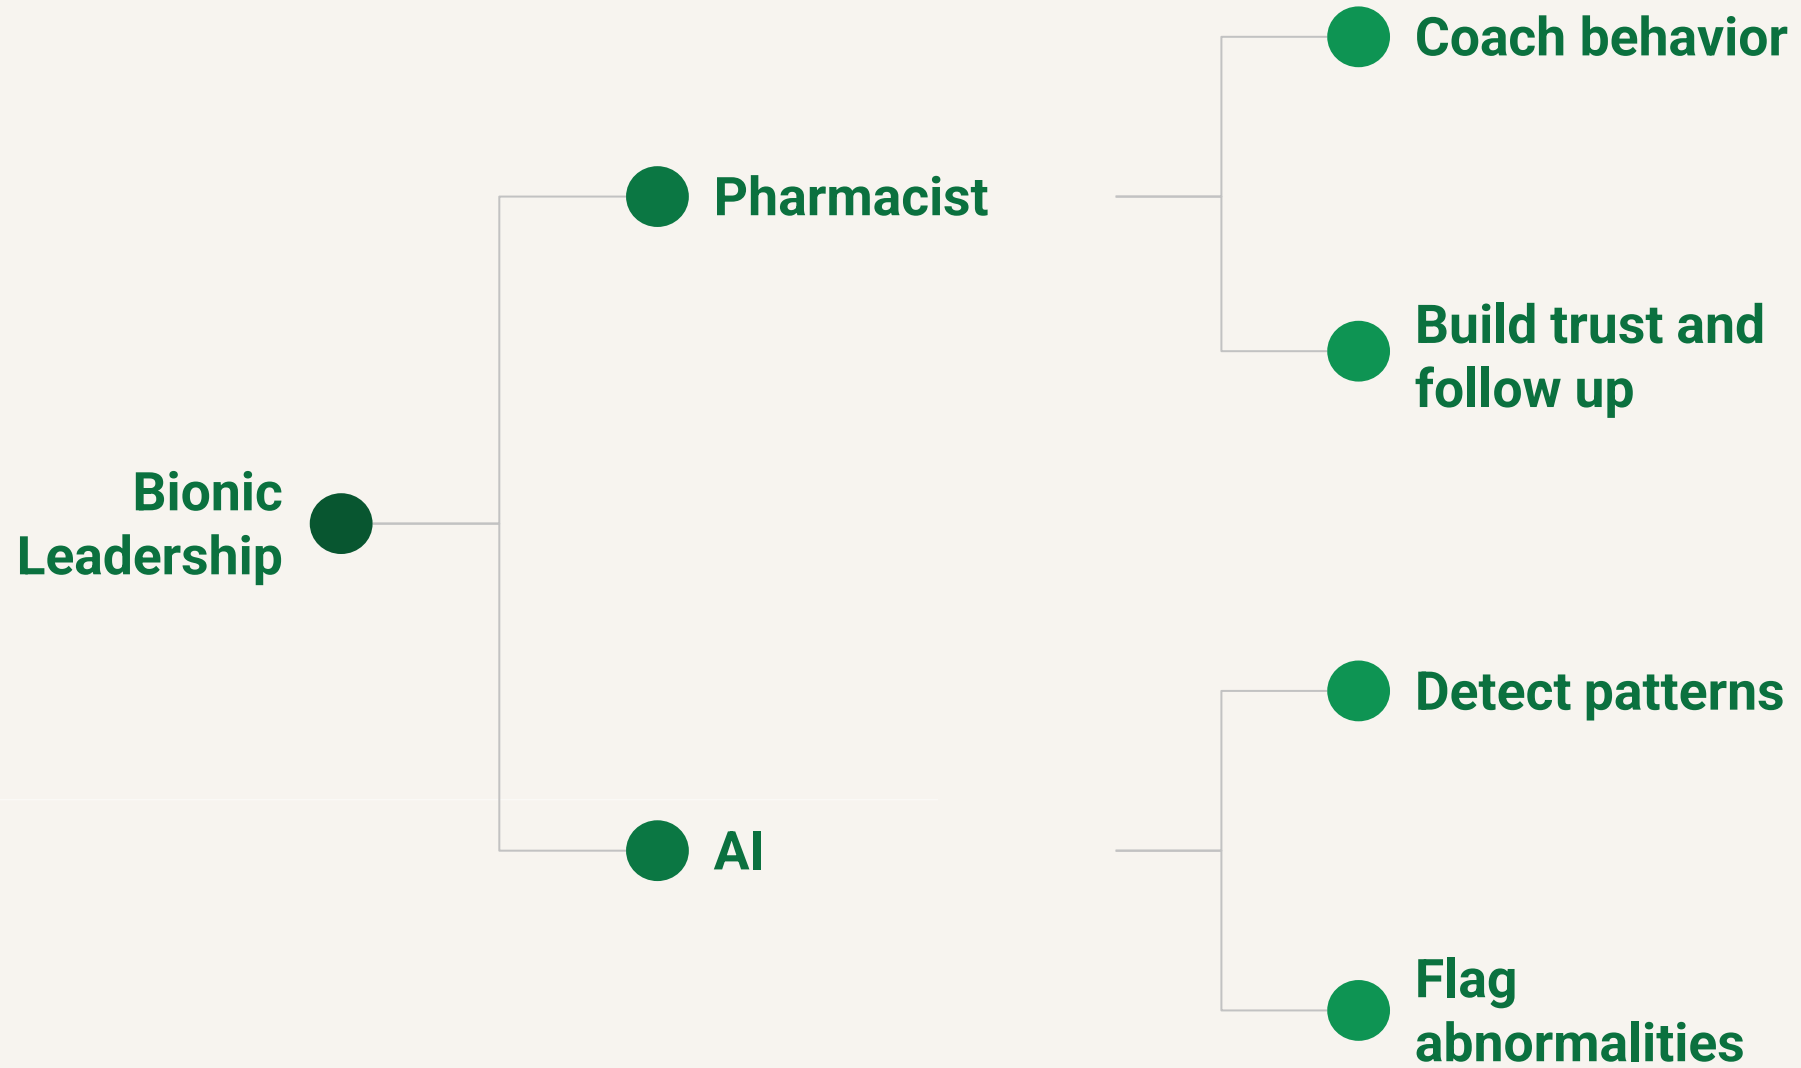 Bionic
Leadership
Pharmacist
Coach behavior
Build trust and
follow up
AI
Detect patterns
Flag
abnormalities